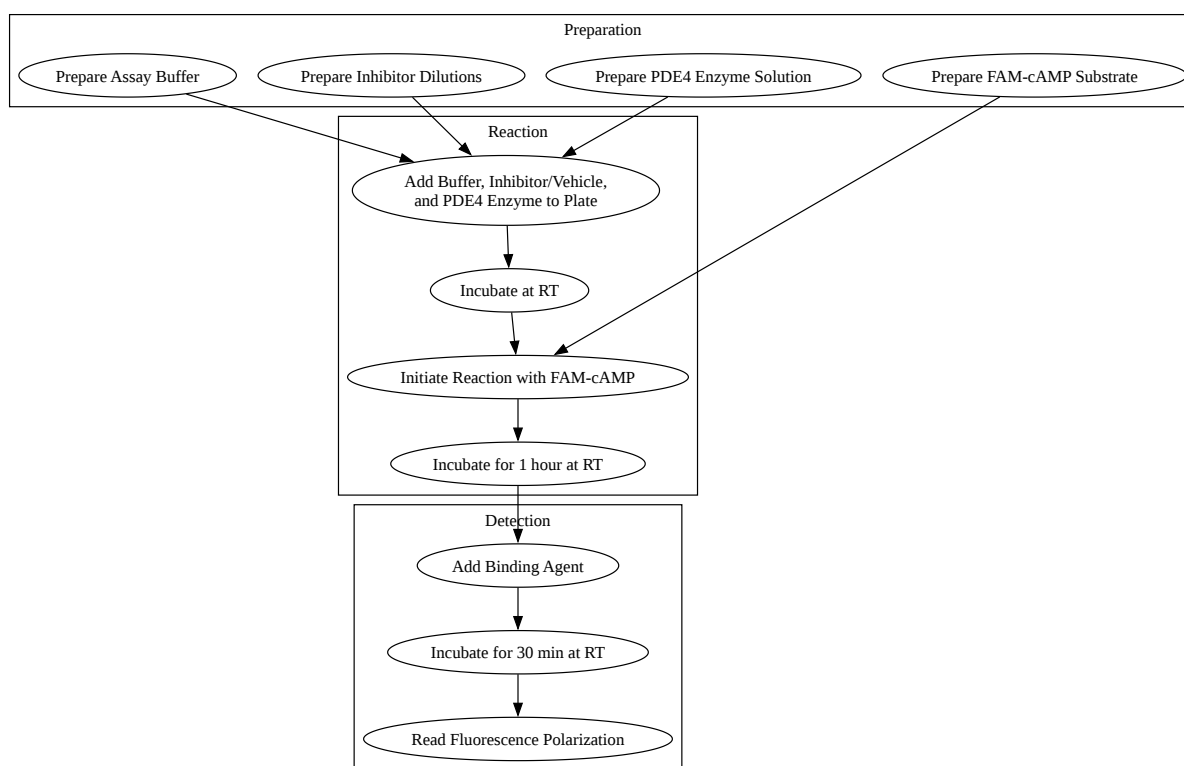 Preparation
Prepare Assay Buffer
Prepare Inhibitor Dilutions
Prepare PDE4 Enzyme Solution
Prepare FAM-cAMP Substrate
Reaction
Add Buffer, Inhibitor/Vehicle,
and PDE4 Enzyme to Plate
Incubate at RT
Initiate Reaction with FAM-cAMP
Incubate for 1 hour at RT
Detection
Add Binding Agent
Incubate for 30 min at RT
Read Fluorescence Polarization